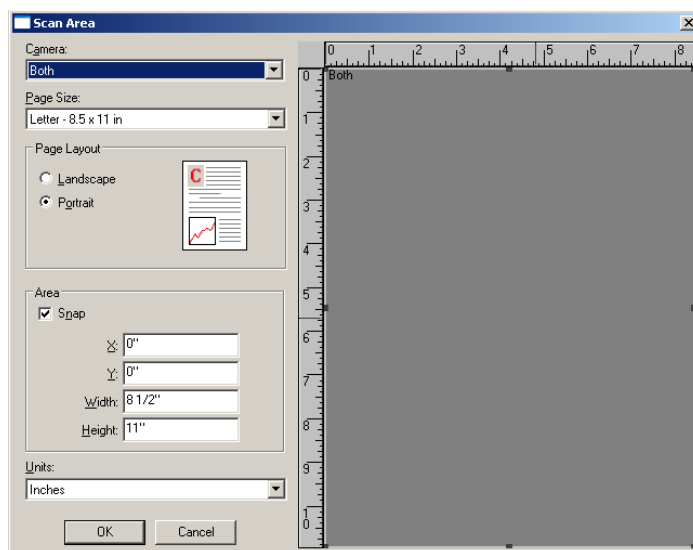 Scan Area
Camera:
Both
Page Size:
Letter - 8.5 x 11 in
Page Layout
Landscape
Portrait
C
Area
Snap
X: 0"
Y: 0"
Width: 8 1/2"
Height: 11"
Units:
Inches
OK Cancel
0 1 2 3 4 5 6 7 8
Both
0
1
2
3
4
5
6
7
8
9
10